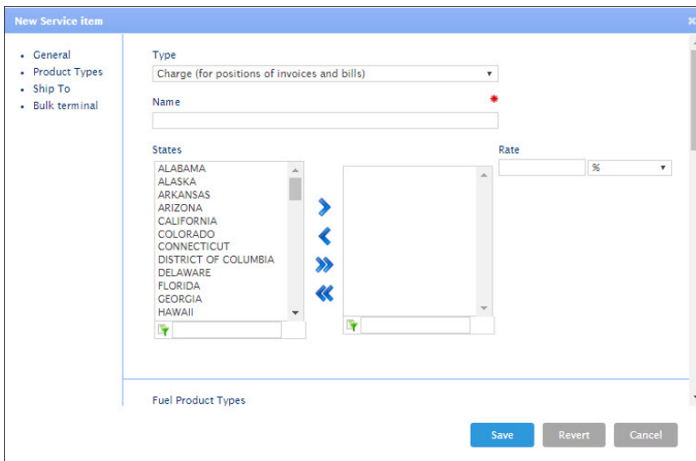 New Service item
General
Product Types
Ship To
Bulk terminal
Type
Charge (for positions of invoices and bills)
Name
States
Rate
%
ALABAMA
ALASKA
ARKANSAS
ARIZONA
CALIFORNIA
COLORADO
CONNECTICUT
DISTRICT OF COLUMBIA
DELAWARE
FLORIDA
GEORGIA
HAWAII
Fuel Product Types
Save
Revert
Cancel